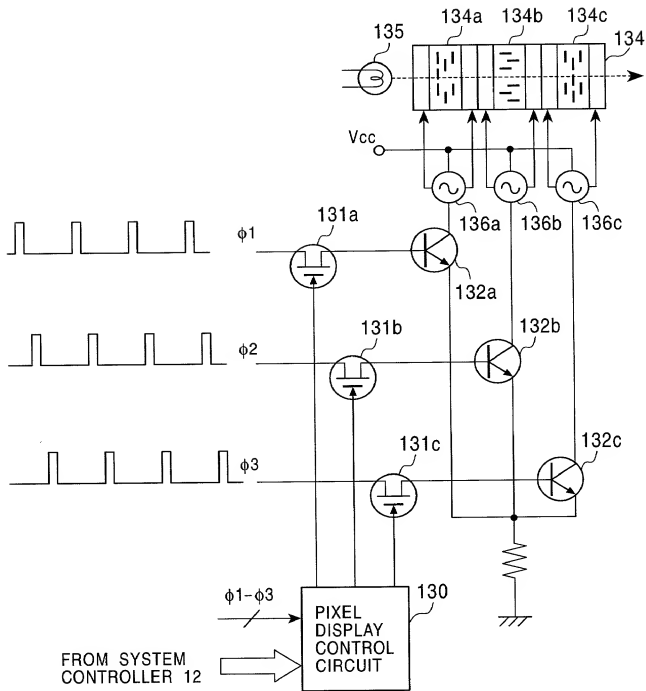 134a
134b
134c
135
134
Vcc
136a
136b
136c
ϕ1
131a
132a
ϕ2
131b
132b
ϕ3
131c
132c
ϕ1-ϕ3
130
PIXEL
DISPLAY
CONTROL
CIRCUIT
FROM SYSTEM
CONTROLLER 12